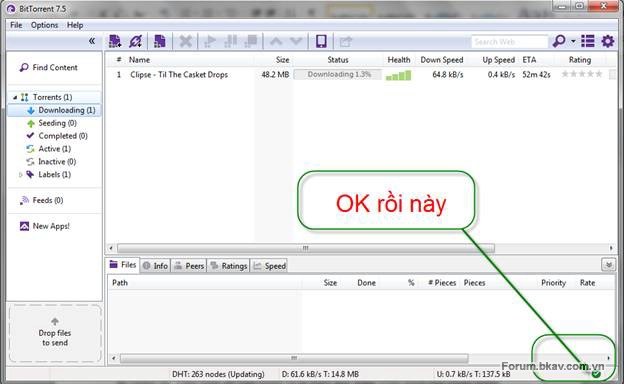 BitTorrent 7.5
File Options Help
Search Web
Find Content
Torrents (1)
Downloading (1)
Seeding (0)
Completed (0)
Active (1)
Inactive (0)
Labels (1)
Feeds (0)
New Apps!
Drop files
to send
# Name Size Status Health Down Speed Up Speed ETA Rating
1 Clipse - Til The Casket Drops 48.2 MB Downloading 1.3% 64.8 kB/s 0.4 kB/s 52m 42s
OK rồi này
Files Info Peers Ratings Speed
Path Size Done % # Pieces Pieces Priority Rate
Forum.bkav.com.vn
DHT: 263 nodes (Updating) D: 61.6 kB/s T: 14.8 MB U: 0.7 kB/s T: 137.5 kB